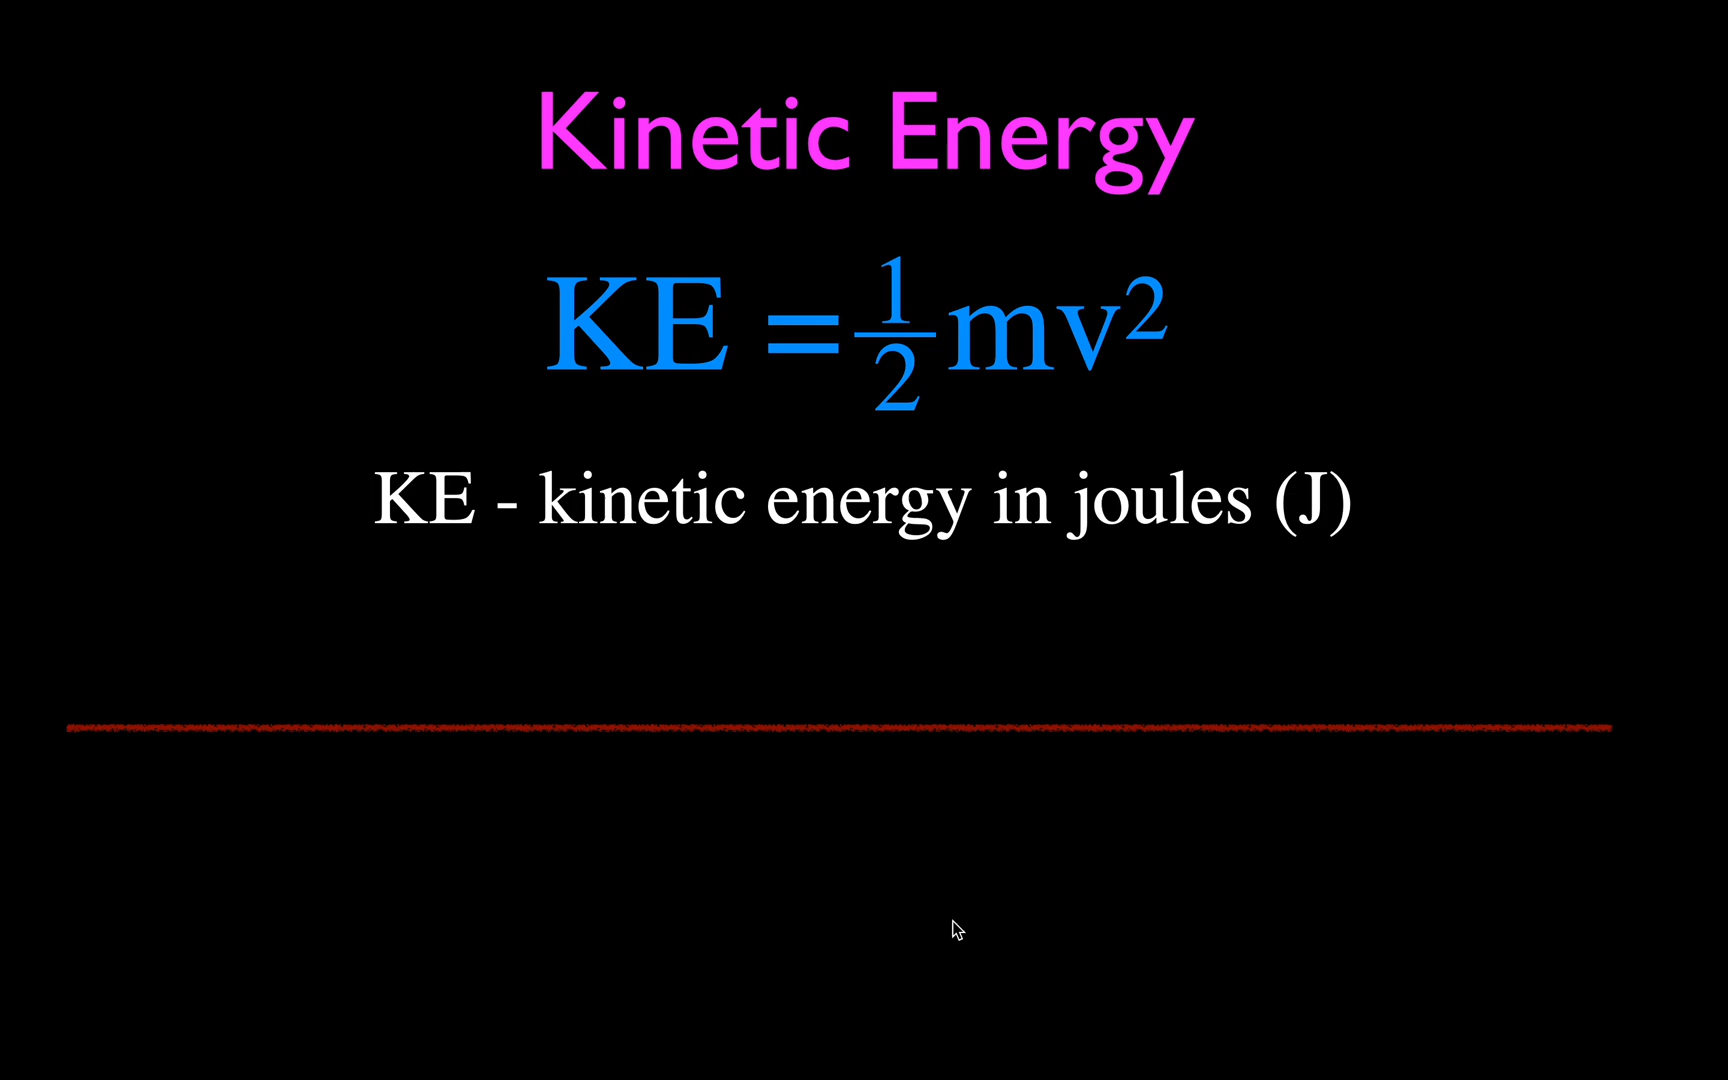 Kinetic Energy
KE = 1/2 mv²
KE - kinetic energy in joules (J)